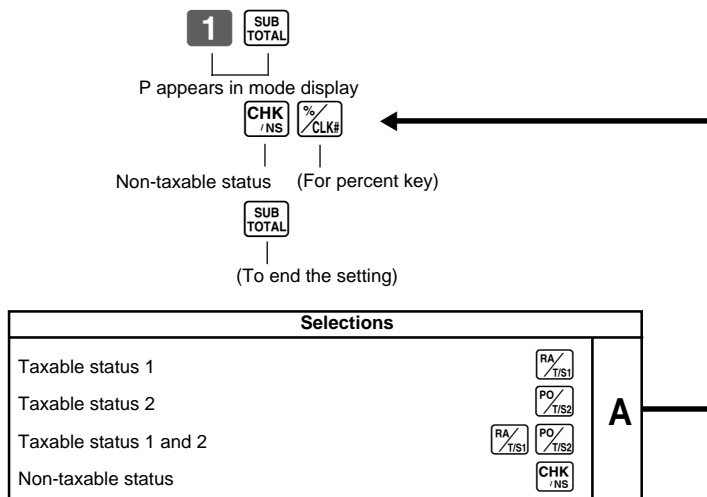 1 SUB TOTAL
P appears in mode display
CHK /NS %/CLK#
Non-taxable status (For percent key)
SUB TOTAL
(To end the setting)
Selections
Taxable status 1 RA/T/S1
Taxable status 2 PO/T/S2
A
Taxable status 1 and 2 RA/T/S1 PO/T/S2
Non-taxable status CHK /NS